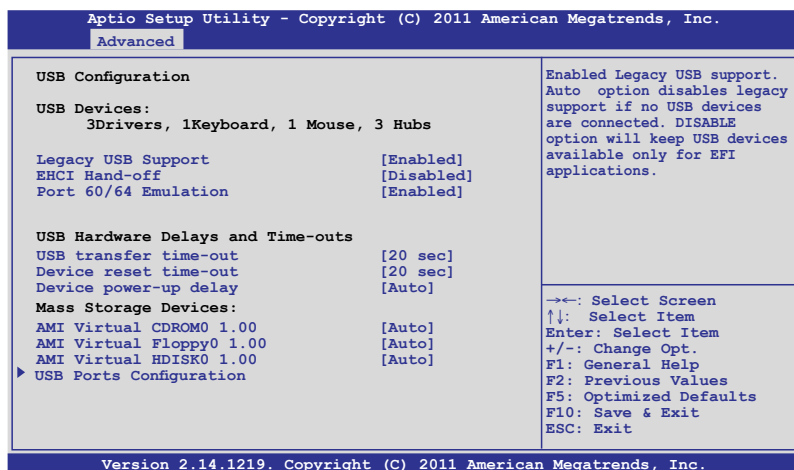 Aptio Setup Utility - Copyright (C) 2011 American Megatrends, Inc.
Advanced
USB Configuration
USB Devices:
3Drivers, 1Keyboard, 1 Mouse, 3 Hubs
Legacy USB Support [Enabled]
EHCI Hand-off [Disabled]
Port 60/64 Emulation [Enabled]
USB Hardware Delays and Time-outs
USB transfer time-out [20 sec]
Device reset time-out [20 sec]
Device power-up delay [Auto]
Mass Storage Devices:
AMI Virtual CDROM0 1.00 [Auto]
AMI Virtual Floppy0 1.00 [Auto]
AMI Virtual HDISK0 1.00 [Auto]
USB Ports Configuration
Enabled Legacy USB support.
Auto option disables legacy
support if no USB devices
are connected. DISABLE
option will keep USB devices
available only for EFI
applications.
→←: Select Screen
↑↓: Select Item
Enter: Select Item
+/-: Change Opt.
F1: General Help
F2: Previous Values
F5: Optimized Defaults
F10: Save & Exit
ESC: Exit
Version 2.14.1219. Copyright (C) 2011 American Megatrends, Inc.